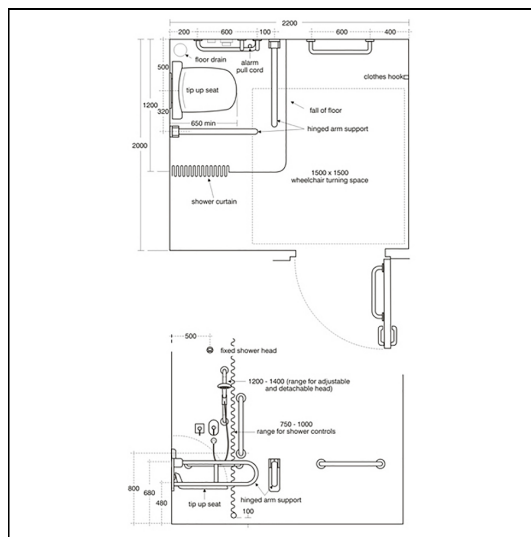 2200
200 600 100 600 400
500
floor drain
alarm
pull cord
clothes hook
tip up seat
1200
320
fall of floor
650 min
hinged arm support
2000
1500 x 1500
wheelchair turning space
shower curtain
500
fixed shower head
1200 - 1400 (range for adjustable
and detachable head)
750 - 1000
range for shower controls
800
680
480
tip up seat
hinged arm support
100